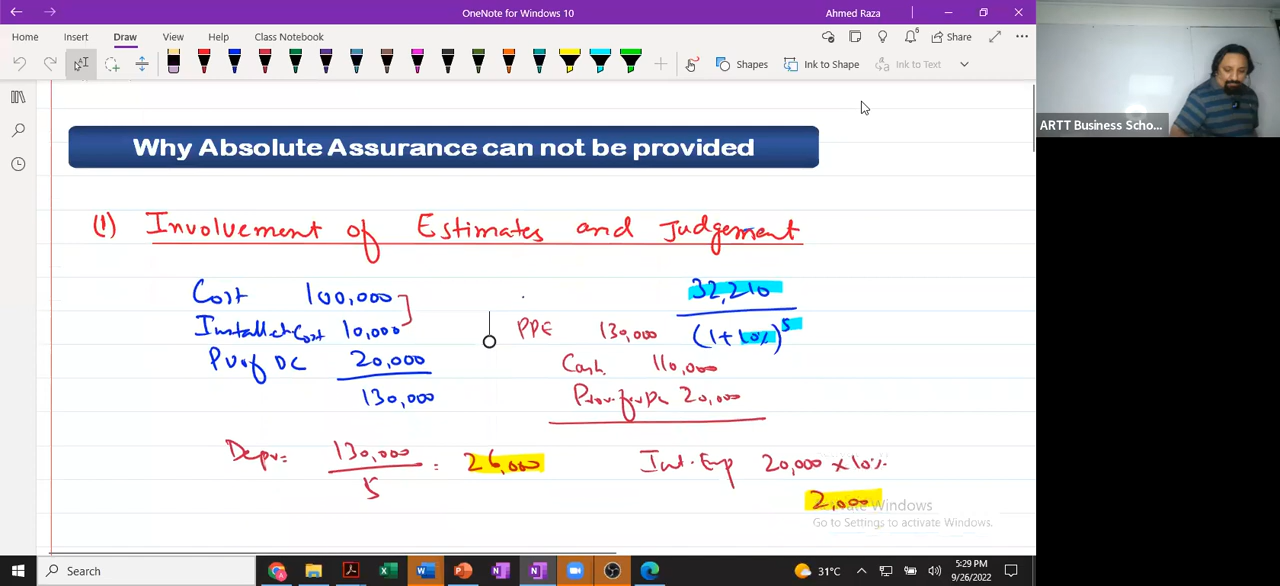 OneNote for Windows 10
Ahmed Raza
Home Insert Draw View Help Class Notebook
Share
Shapes Ink to Shape Ink to Text
ARTT Business Scho...
Why Absolute Assurance can not be provided
(1) Involvement of Estimates and Judgement
Cost 100,000
Installat. Cost 10,000
PV of DC 20,000
130,000
32,210
(1+10%)^5
PPE 130,000
Cash 110,000
Prov. for DC 20,000
Depr = 130,000 / 5 = 26,000
Int. Exp 20,000 x 10%
2,000
Activate Windows
Go to Settings to activate Windows.
Search
31°C
5:29 PM
9/26/2022